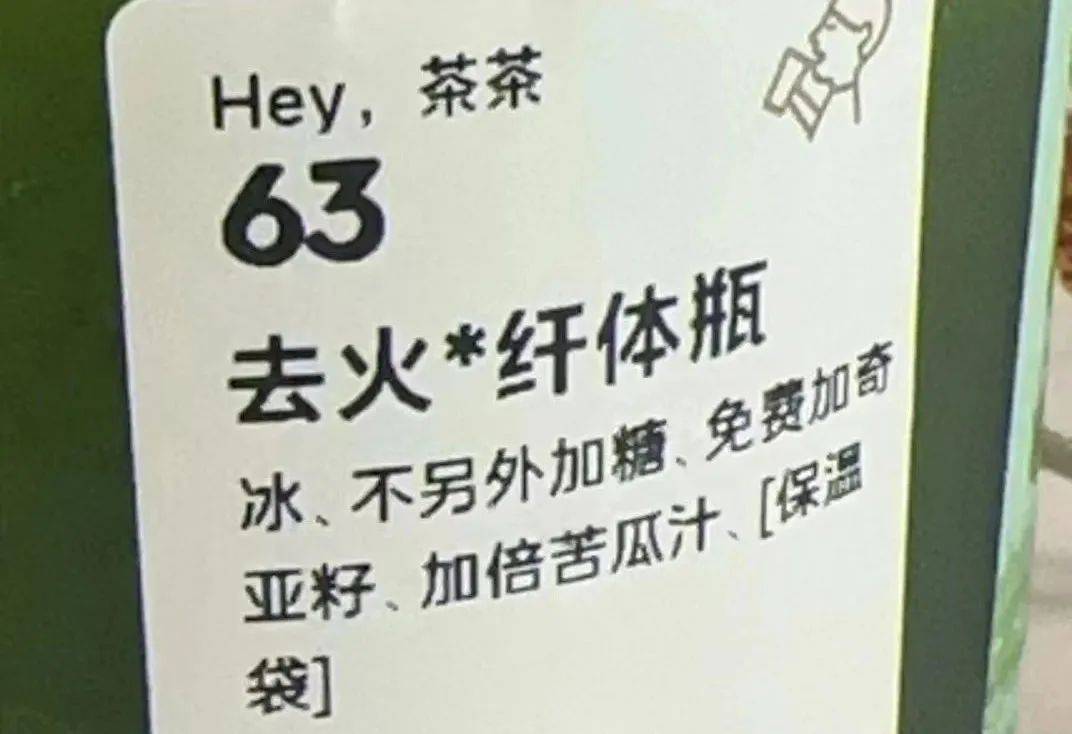 Hey，茶茶
63
去火*纤体瓶
冰、不另外加糖、免费加奇
亚籽、加倍苦瓜汁、[保温
袋]